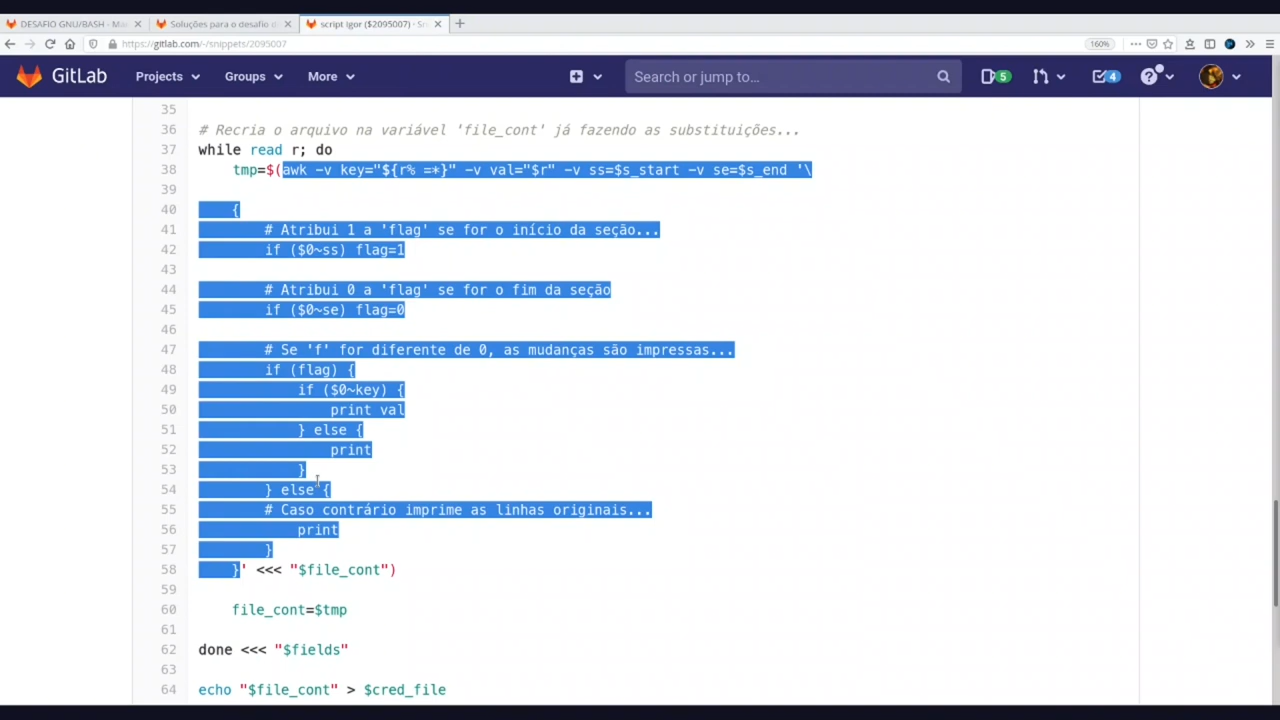 DESAFIO GNU/BASH - Ma
Soluções para o desafio d
script igor ($2095007) · Sn
https://gitlab.com/-/snippets/2095007
160%
GitLab
Projects
Groups
More
Search or jump to...
5
4
35
36 # Recria o arquivo na variável 'file_cont' já fazendo as substituições...
37 while read r; do
38 tmp=$(awk -v key="${r% =*}" -v val="$r" -v ss=$s_start -v se=$s_end '\
39
40 {
41 # Atribui 1 a 'flag' se for o início da seção...
42 if ($0~ss) flag=1
43
44 # Atribui 0 a 'flag' se for o fim da seção
45 if ($0~se) flag=0
46
47 # Se 'f' for diferente de 0, as mudanças são impressas...
48 if (flag) {
49 if ($0~key) {
50 print val
51 } else {
52 print
53 }
54 } else {
55 # Caso contrário imprime as linhas originais...
56 print
57 }
58 }' <<< "$file_cont")
59
60 file_cont=$tmp
61
62 done <<< "$fields"
63
64 echo "$file_cont" > $cred_file